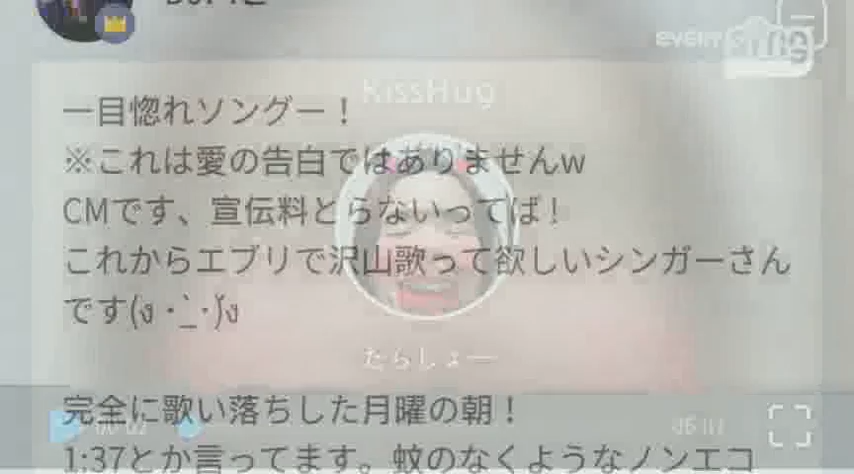 KissHug
一目惚れソングー！
※これは愛の告白ではありませんw
CMです、宣伝料とらないってば！
これからエブリで沢山歌って欲しいシンガーさん
です(ง •̀_•́)ง
たらしょー
完全に歌い落ちした月曜の朝！
1:37とか言ってます。蚊のなくようなノンエコ